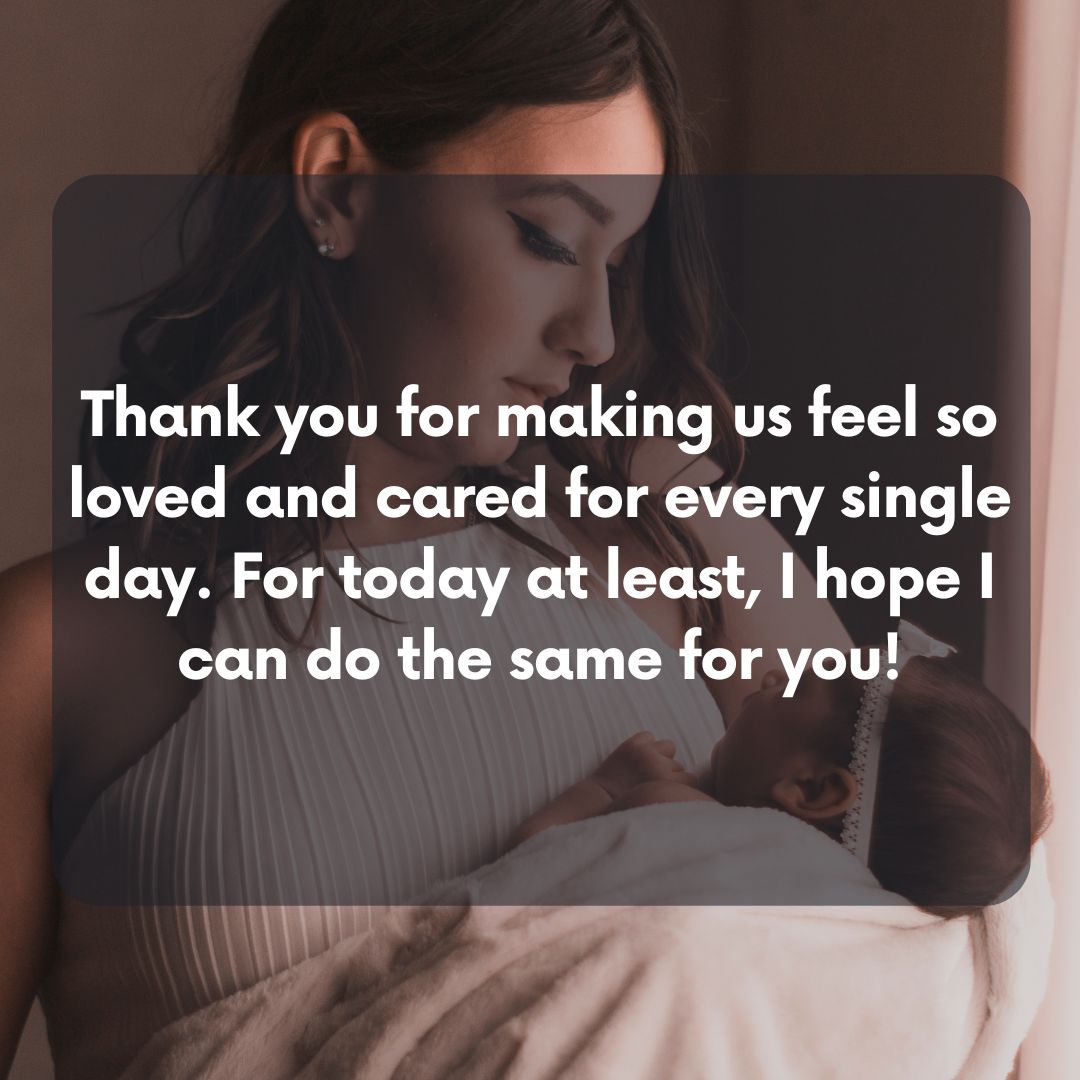 Thank you for making us feel so
loved and cared for every single
day. For today at least, I hope I
can do the same for you!